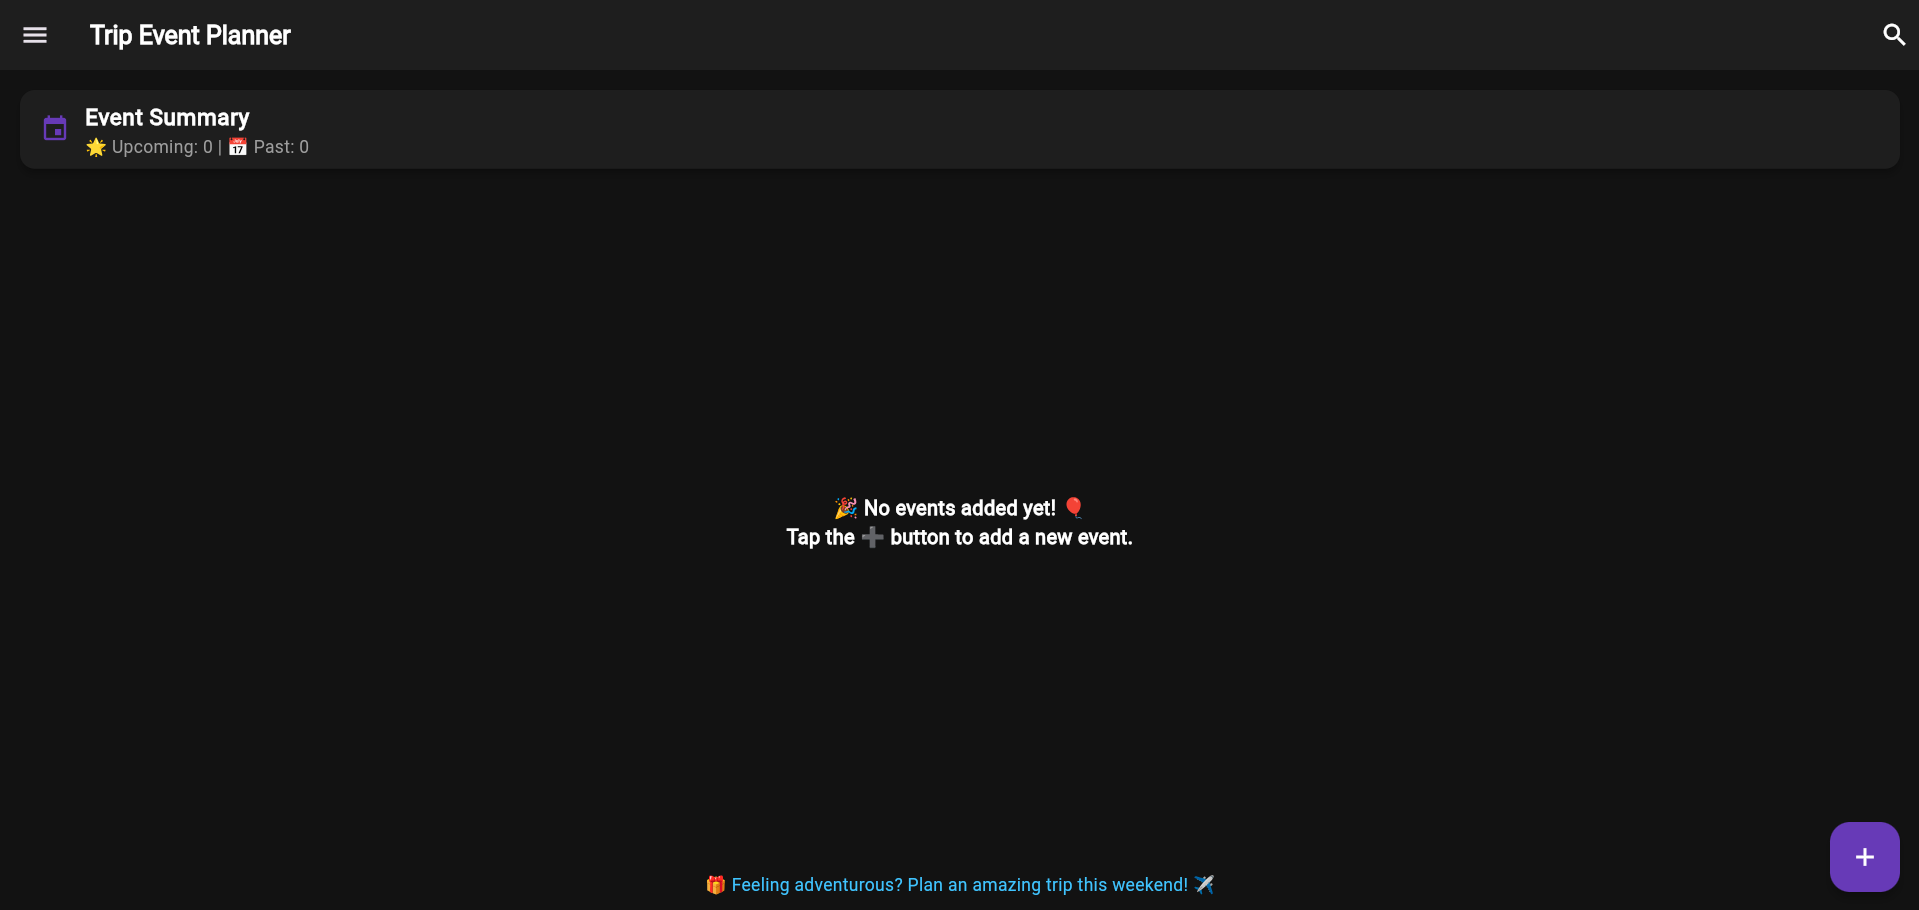 Trip Event Planner
Event Summary
🌟 Upcoming: 0 | 📅 Past: 0
🎉 No events added yet! 🎈
Tap the ➕ button to add a new event.
🎁 Feeling adventurous? Plan an amazing trip this weekend! ✈️